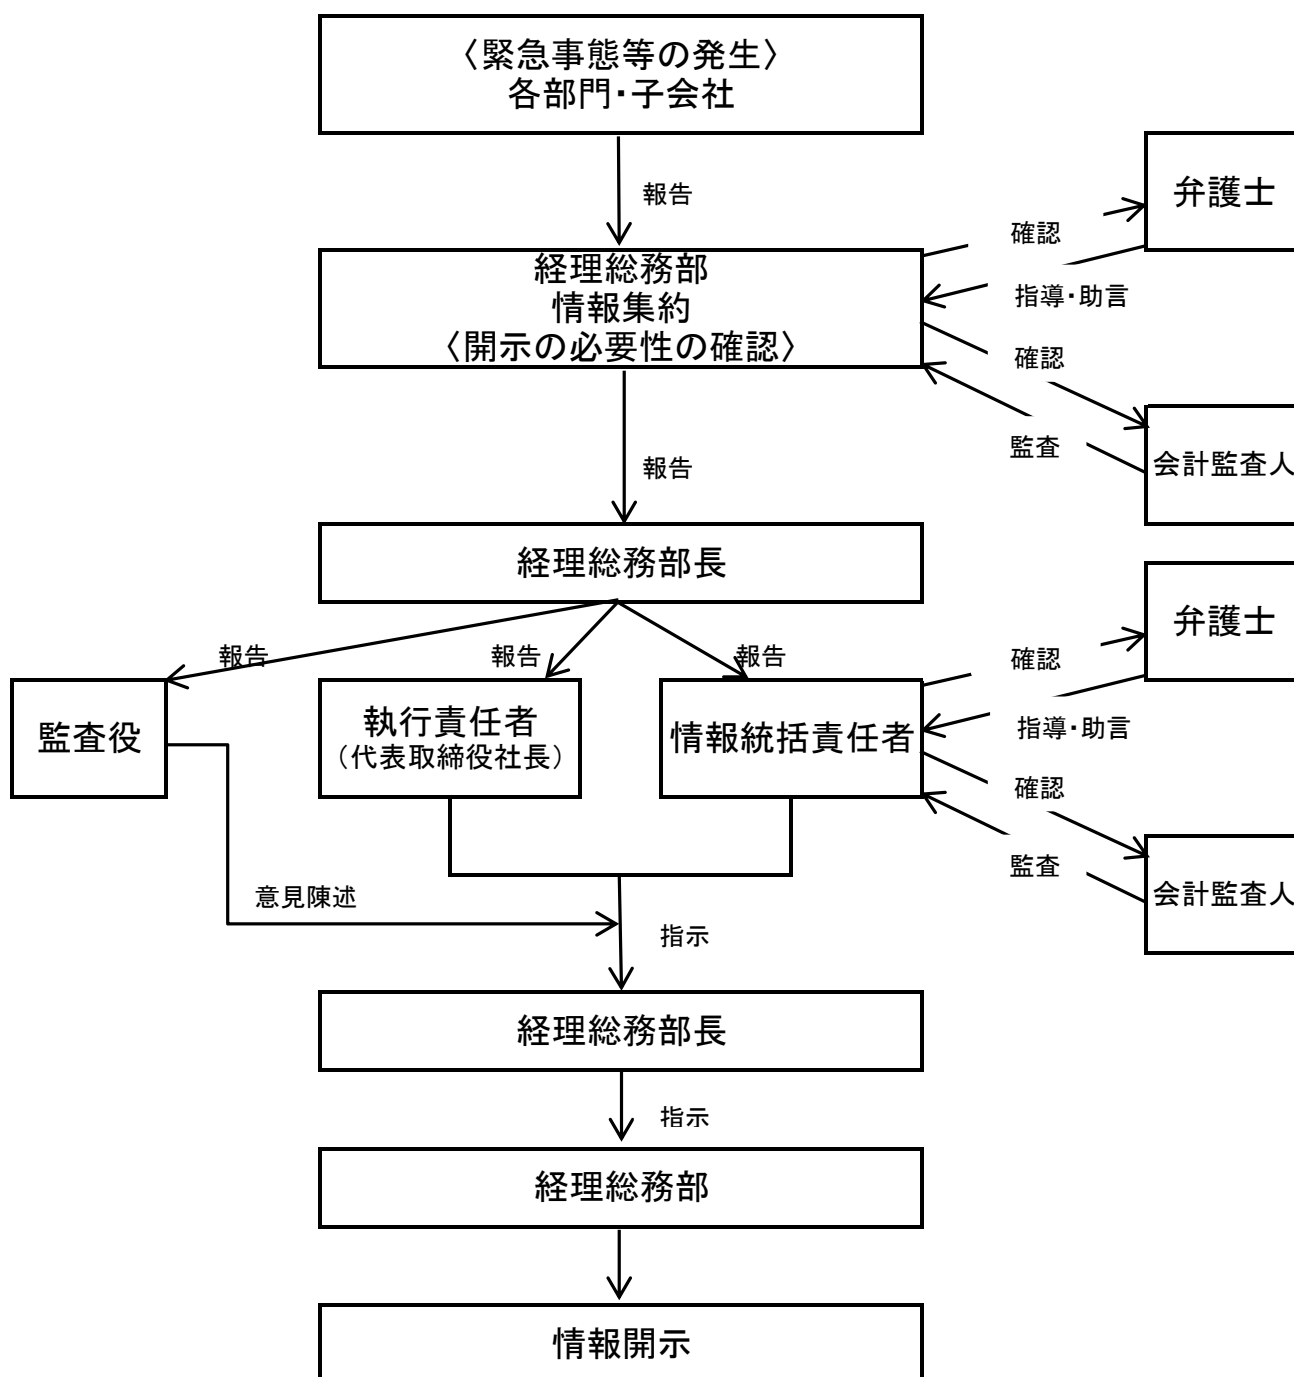 〈緊急事態等の発生〉
各部門・子会社
報告
弁護士
確認
指導・助言
経理総務部
情報集約
〈開示の必要性の確認〉
確認
監査
会計監査人
報告
経理総務部長
報告
報告
報告
弁護士
確認
指導・助言
監査役
執行責任者
（代表取締役社長）
情報統括責任者
確認
監査
会計監査人
意見陳述
指示
経理総務部長
指示
経理総務部
情報開示